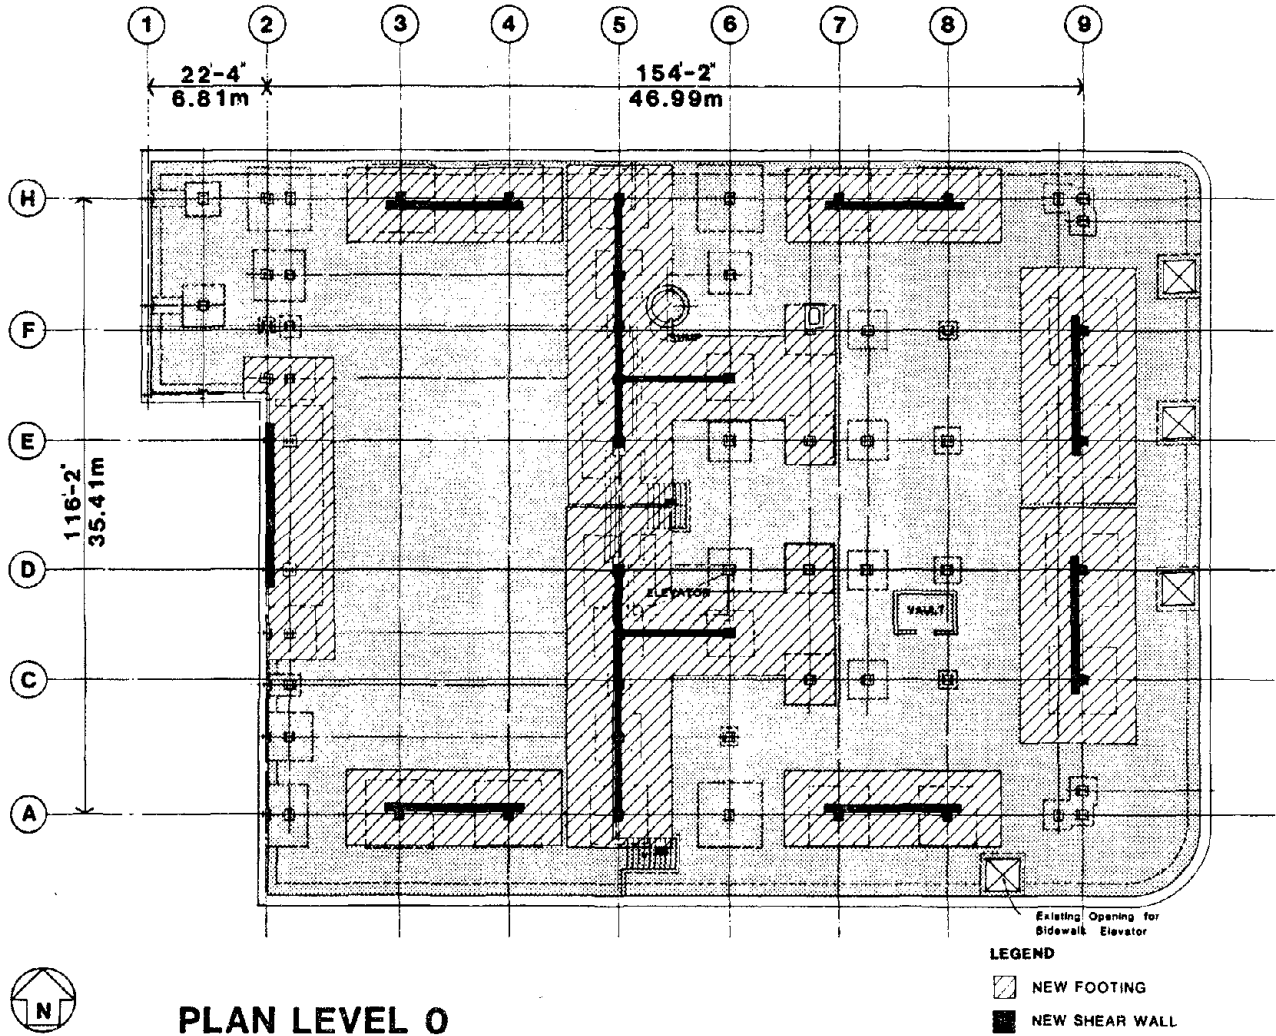 1 2 3 4 5 6 7 8 9
22'-4" 154'-2"
6.81m 46.99m
H
F
SUMP
E
116'-2"
35.41m
D
ELEVATOR
VAULT
C
A
Existing Opening for
Sidewalk Elevator
LEGEND
NEW FOOTING
NEW SHEAR WALL
N
PLAN LEVEL 0